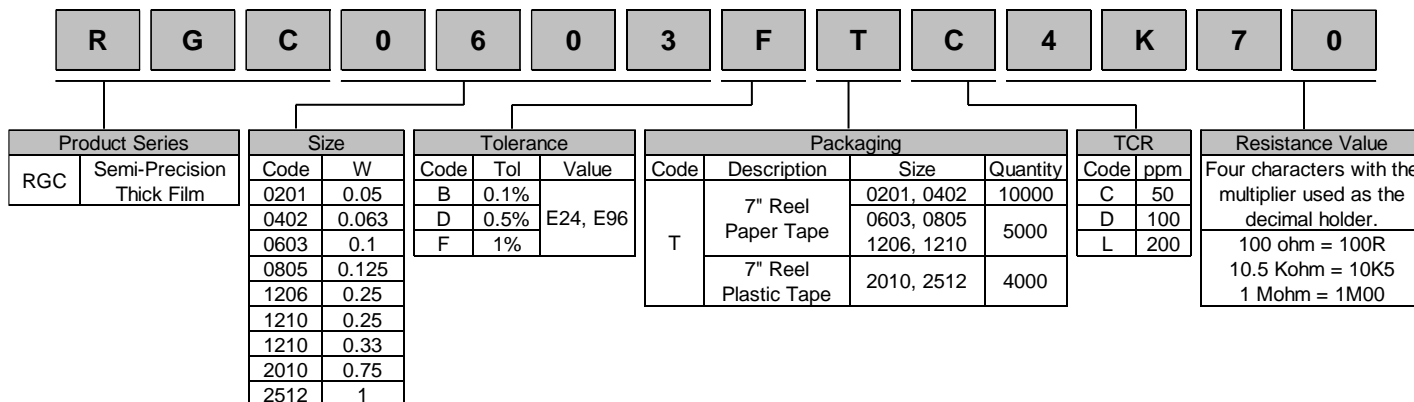 R G C 0 6 0 3 F T C 4 K 7 0
Product Series
RGC Semi-Precision Thick Film
Size
Code W
0201 0.05
0402 0.063
0603 0.1
0805 0.125
1206 0.25
1210 0.25
1210 0.33
2010 0.75
2512 1
Tolerance
Code Tol Value
B 0.1%
D 0.5% E24, E96
F 1%
Packaging
Code Description Size Quantity
T
7" Reel
Paper Tape
0201, 0402 10000
0603, 0805
1206, 1210
5000
7" Reel
Plastic Tape
2010, 2512 4000
TCR
Code ppm
C 50
D 100
L 200
Resistance Value
Four characters with the
multiplier used as the
decimal holder.
100 ohm = 100R
10.5 Kohm = 10K5
1 Mohm = 1M00